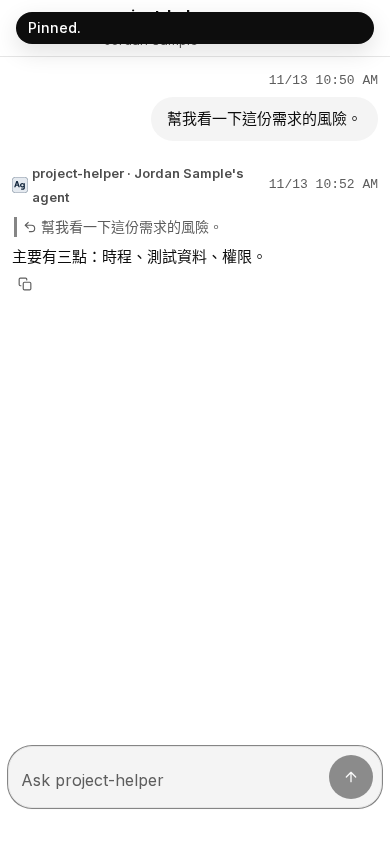 Pinned.
11/13 10:50 AM
幫我看一下這份需求的風險。
project-helper · Jordan Sample's agent
11/13 10:52 AM
幫我看一下這份需求的風險。
主要有三點：時程、測試資料、權限。
Ask project-helper